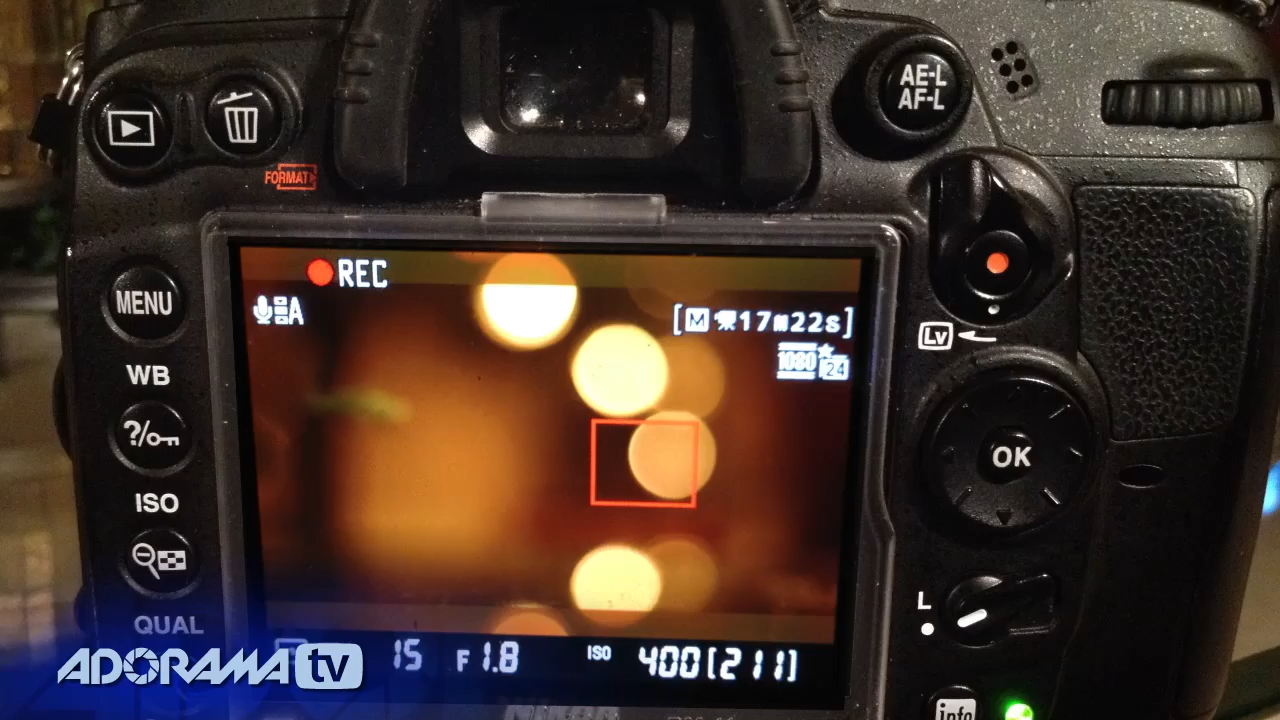 AE-L
AF-L
FORMAT
REC
A
[M 17m22s]
1080 ★
24
MENU
Lv
WB
?
OK
ISO
L
QUAL
15 F1.8 ISO 400[211]
ADORAMA tv
info